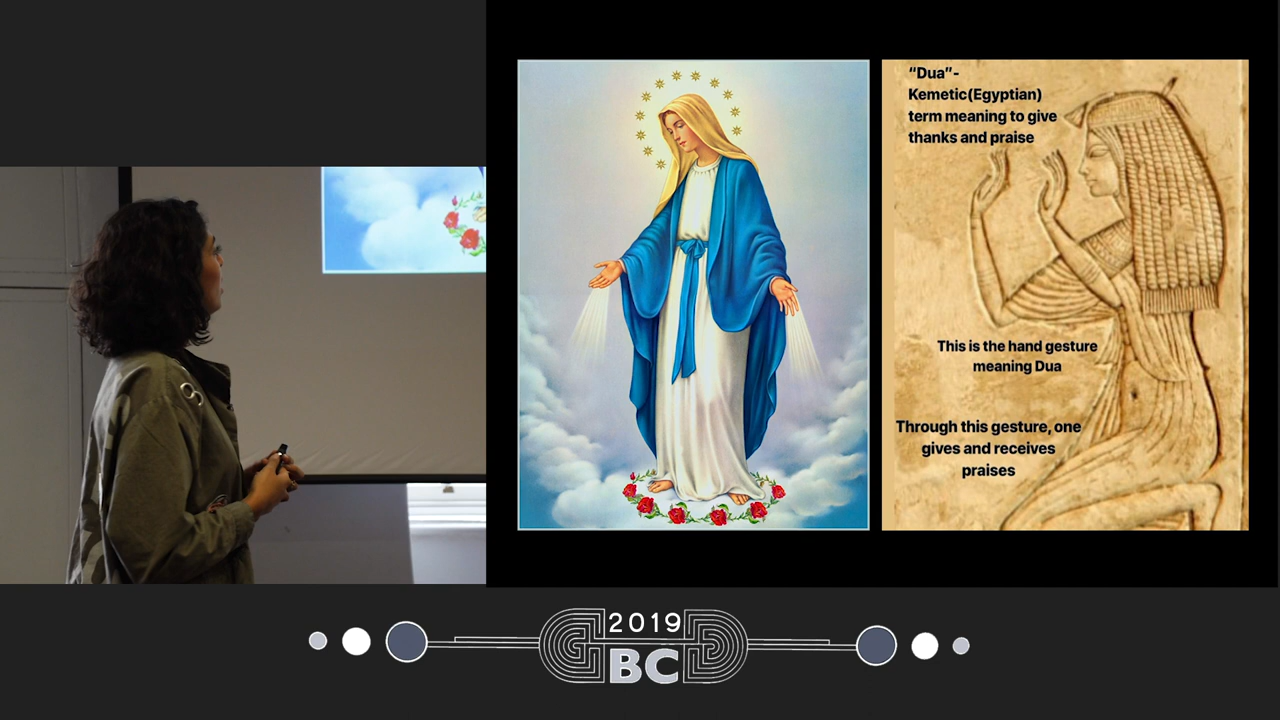 “Dua”-
Kemetic(Egyptian)
term meaning to give
thanks and praise
This is the hand gesture
meaning Dua
Through this gesture, one
gives and receives
praises
2019
BC